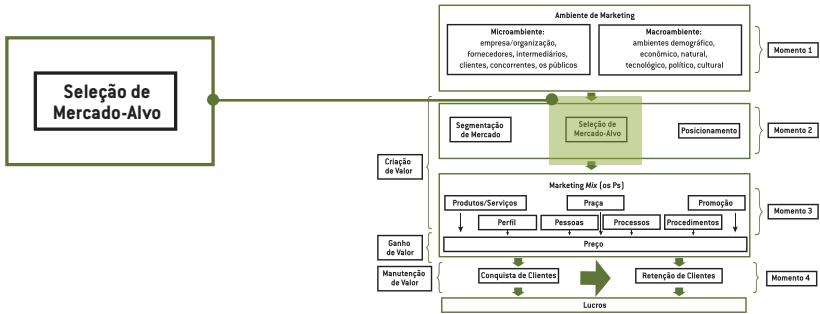 Seleção de
Mercado-Alvo
Ambiente de Marketing
Microambiente:
empresa/organização,
fornecedores, intermediários,
clientes, concorrentes, os públicos
Macroambiente:
ambientes demográfico,
econômico, natural,
tecnológico, político, cultural
Momento 1
Segmentação
de Mercado
Seleção de
Mercado-Alvo
Posicionamento
Momento 2
Criação
de Valor
Marketing Mix (os Ps)
Produtos/Serviços
Praça
Promoção
Perfil
Pessoas
Processos
Procedimentos
Momento 3
Preço
Ganho
de Valor
Manutenção
de Valor
Conquista de Clientes
Retenção de Clientes
Momento 4
Lucros